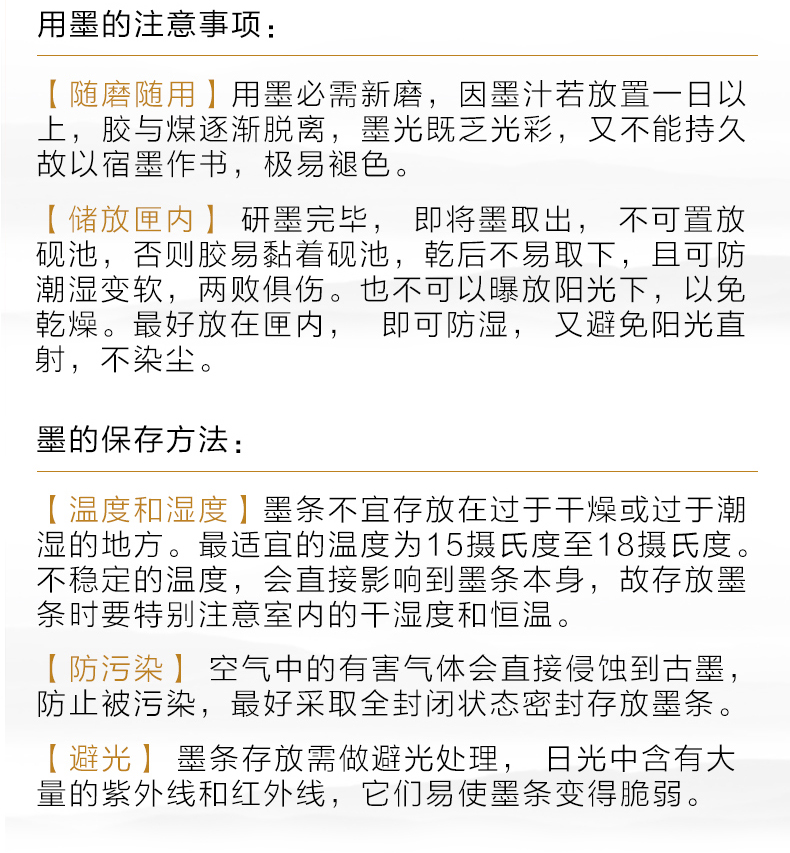 用墨的注意事项：
【随磨随用】用墨必需新磨，因墨汁若放置一日以
上，胶与煤逐渐脱离，墨光既乏光彩，又不能持久
故以宿墨作书，极易褪色。
【储放匣内】 研墨完毕， 即将墨取出， 不可置放
砚池，否则胶易黏着砚池，乾后不易取下，且可防
潮湿变软，两败俱伤。也不可以曝放阳光下，以免
乾燥。最好放在匣内， 即可防湿， 又避免阳光直
射，不染尘。
墨的保存方法：
【温度和湿度】墨条不宜存放在过于干燥或过于潮
湿的地方。最适宜的温度为15摄氏度至18摄氏度。
不稳定的温度，会直接影响到墨条本身，故存放墨
条时要特别注意室内的干湿度和恒温。
【防污染】 空气中的有害气体会直接侵蚀到古墨，
防止被污染，最好采取全封闭状态密封存放墨条。
【避光】 墨条存放需做避光处理， 日光中含有大
量的紫外线和红外线，它们易使墨条变得脆弱。